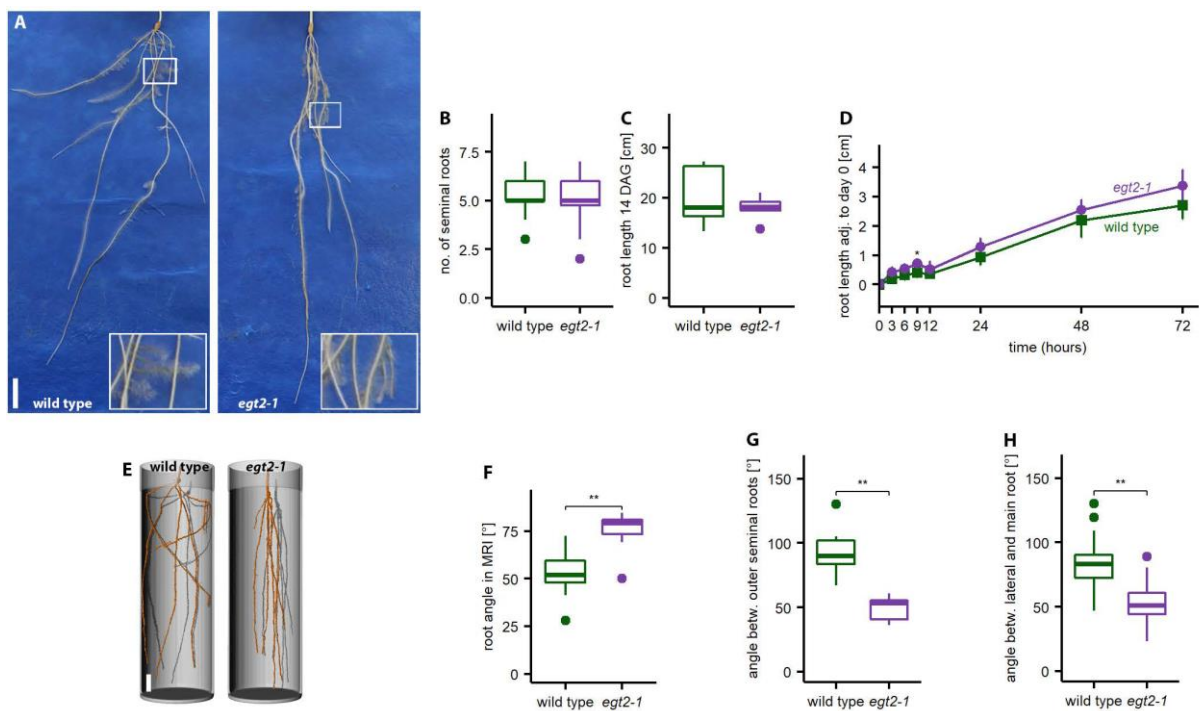 A
wild type
egt2-1
B
no. of seminal roots
7.5
5.0
2.5
0.0
wild type egt2-1
C
root length 14 DAG [cm]
30
20
10
0
wild type egt2-1
D
root length adj. to day 0 [cm]
4
3
2
1
0
*
egt2-1
wild type
0 3 6 9 12 24 48 72
time (hours)
E
wild type
egt2-1
F
root angle in MRI [°]
75
50
25
0
**
wild type egt2-1
G
angle betw. outer seminal roots [°]
150
100
50
0
**
wild type egt2-1
H
angle betw. lateral and main root [°]
150
100
50
0
**
wild type egt2-1